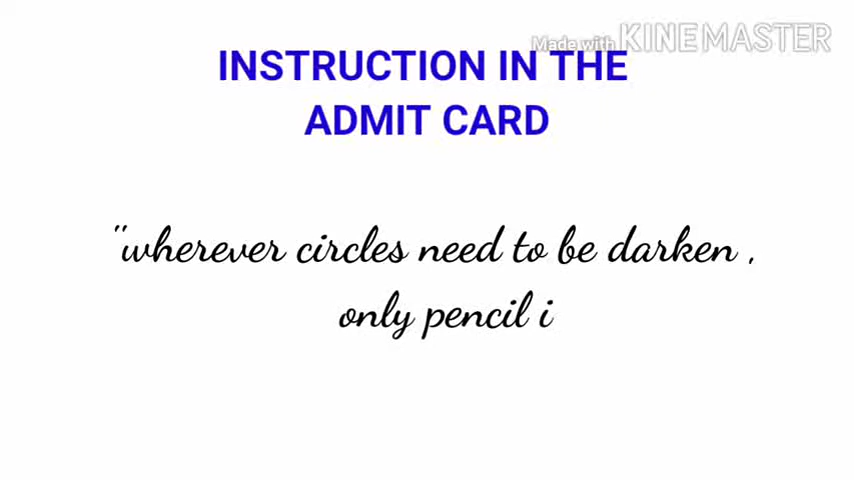 Made with KINEMASTER
INSTRUCTION IN THE
ADMIT CARD
"wherever circles need to be darken ,
only pencil i